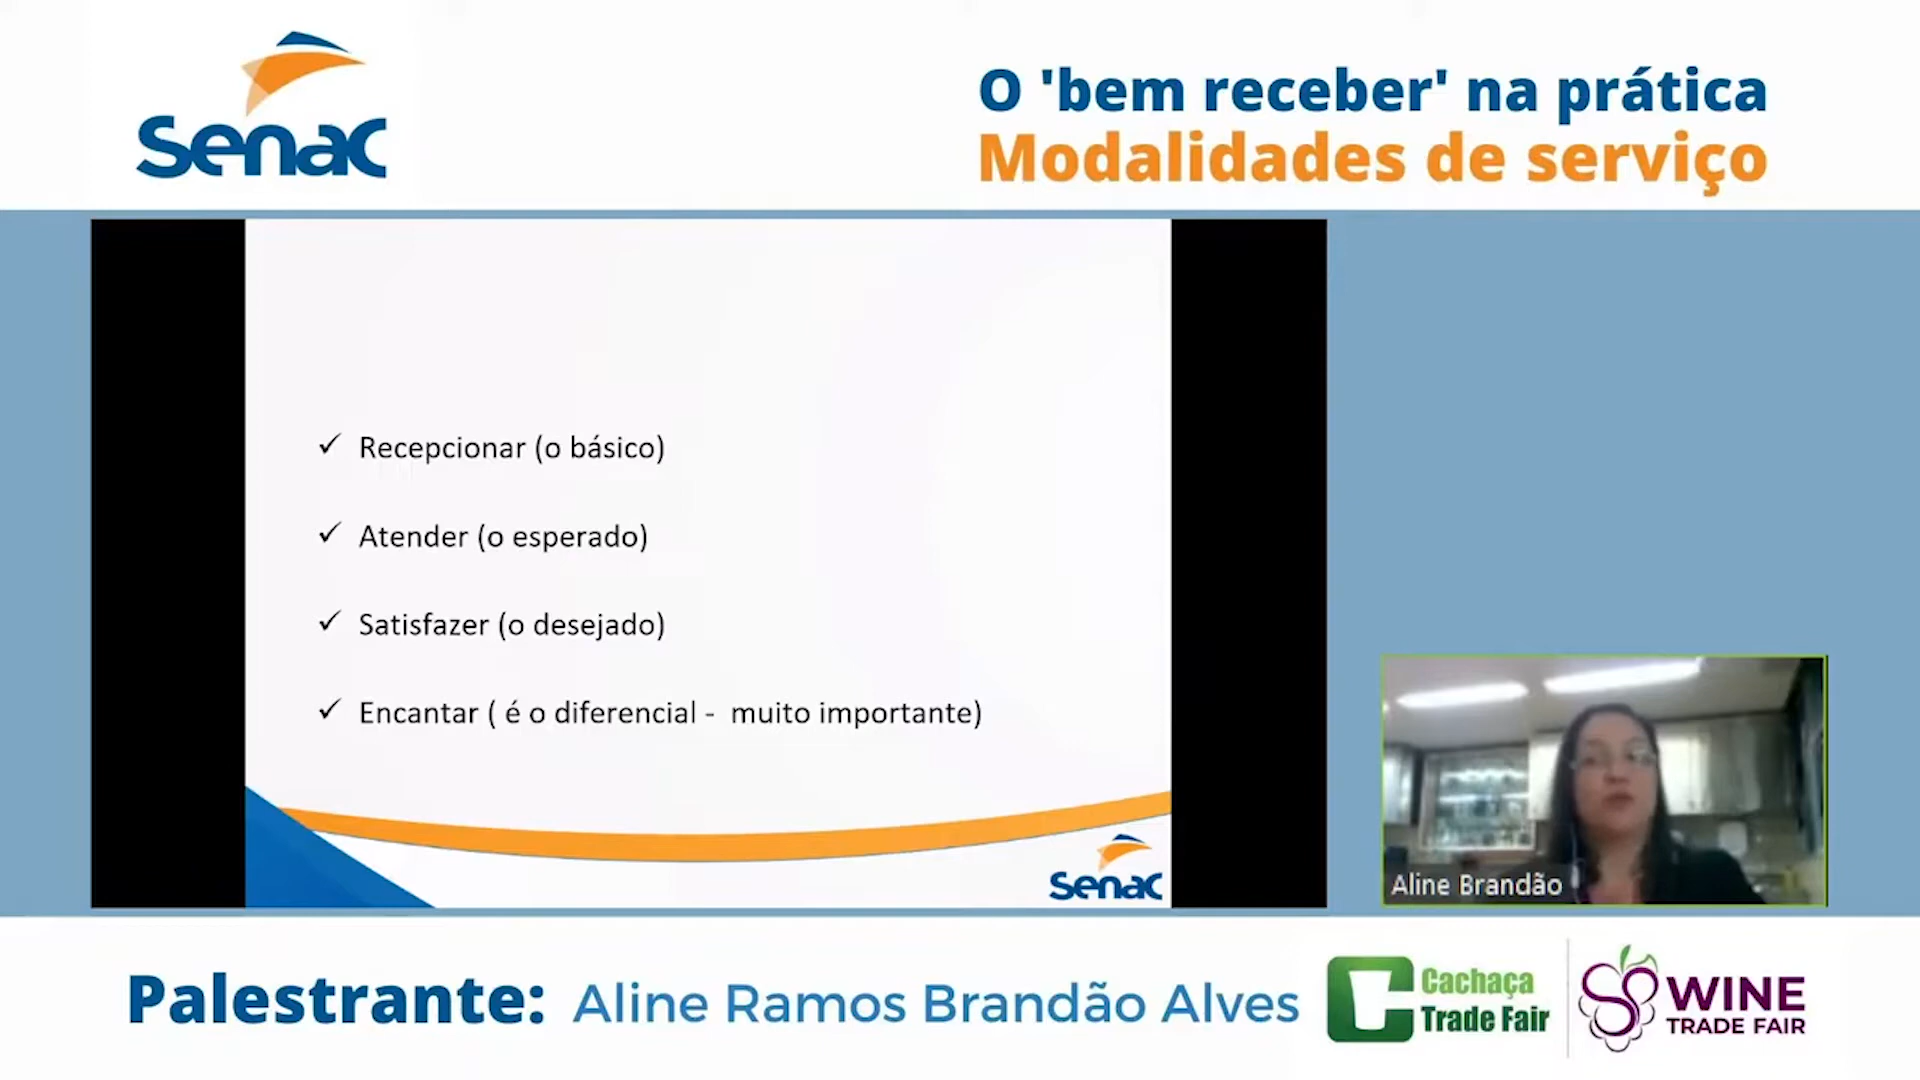 Senac
O 'bem receber' na prática
Modalidades de serviço
✓ Recepcionar (o básico)
✓ Atender (o esperado)
✓ Satisfazer (o desejado)
✓ Encantar ( é o diferencial - muito importante)
Senac
Aline Brandão
Palestrante: Aline Ramos Brandão Alves
Cachaça
Trade Fair
SP WINE
TRADE FAIR